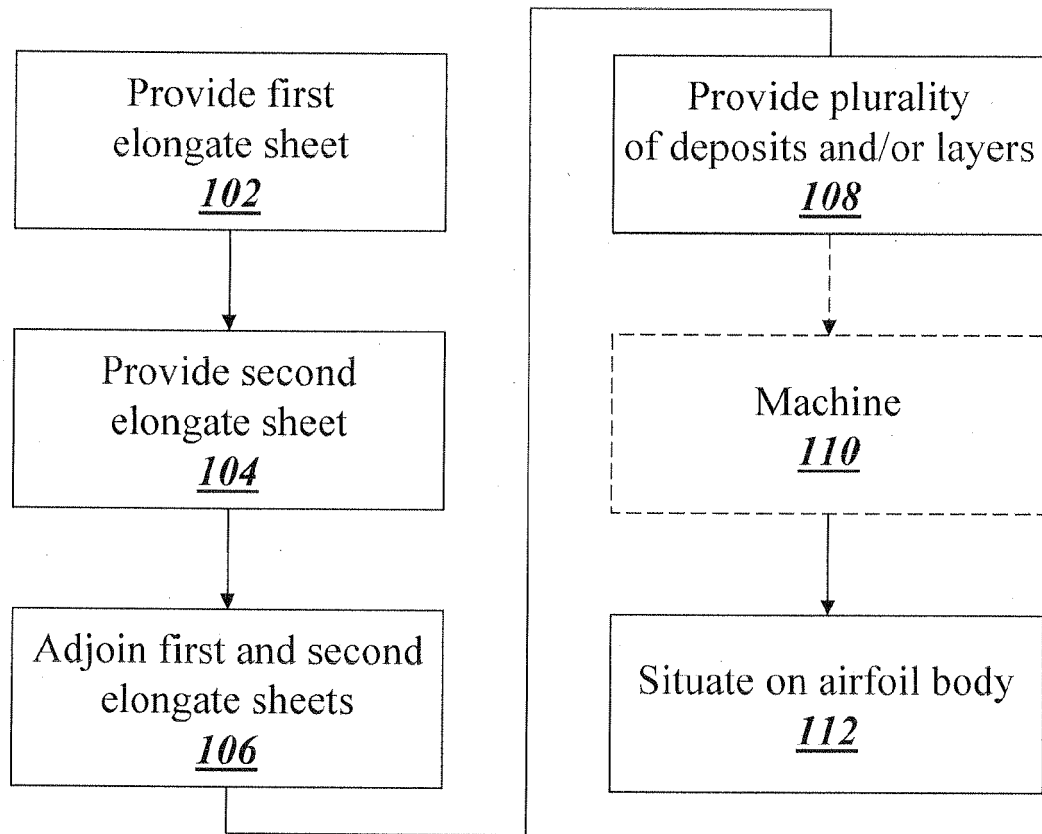 Provide first
elongate sheet
102
Provide second
elongate sheet
104
Adjoin first and second
elongate sheets
106
Provide plurality
of deposits and/or layers
108
Machine
110
Situate on airfoil body
112